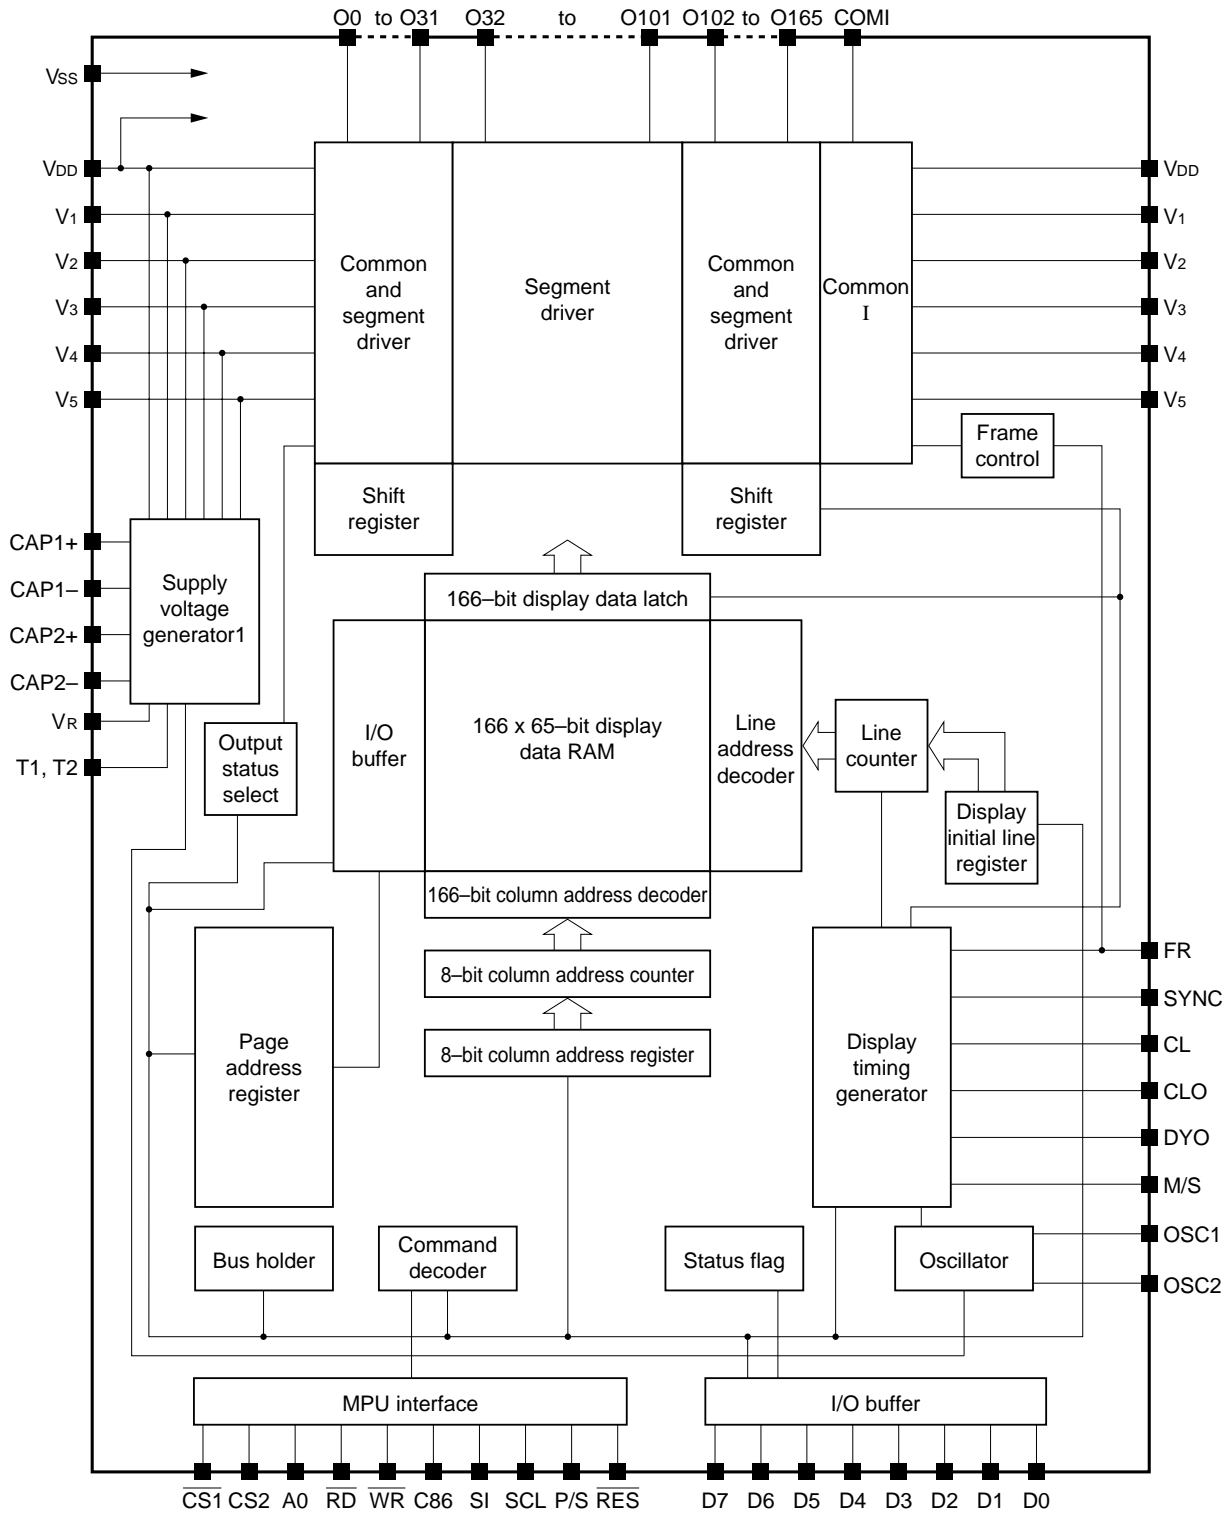 O0 to O31 O32 to O101 O102 to O165 COMI
VSS
VDD
V1
V2
V3
V4
V5
VDD
V1
V2
V3
V4
V5
Common
and
segment
driver
Segment
driver
Common
and
segment
driver
Common
I
Frame
control
Shift
register
Shift
register
CAP1+
CAP1–
CAP2+
CAP2–
VR
T1, T2
Supply
voltage
generator1
166–bit display data latch
Output
status
select
I/O
buffer
166 x 65–bit display
data RAM
Line
address
decoder
Line
counter
Display
initial line
register
166–bit column address decoder
8–bit column address counter
8–bit column address register
Page
address
register
Display
timing
generator
FR
SYNC
CL
CLO
DYO
M/S
OSC1
OSC2
Bus holder
Command
decoder
Status flag
Oscillator
MPU interface
I/O buffer
C̅S̅1̅ CS2 A0 R̅D̅ W̅R̅ C86 SI SCL P/S R̅E̅S̅ D7 D6 D5 D4 D3 D2 D1 D0